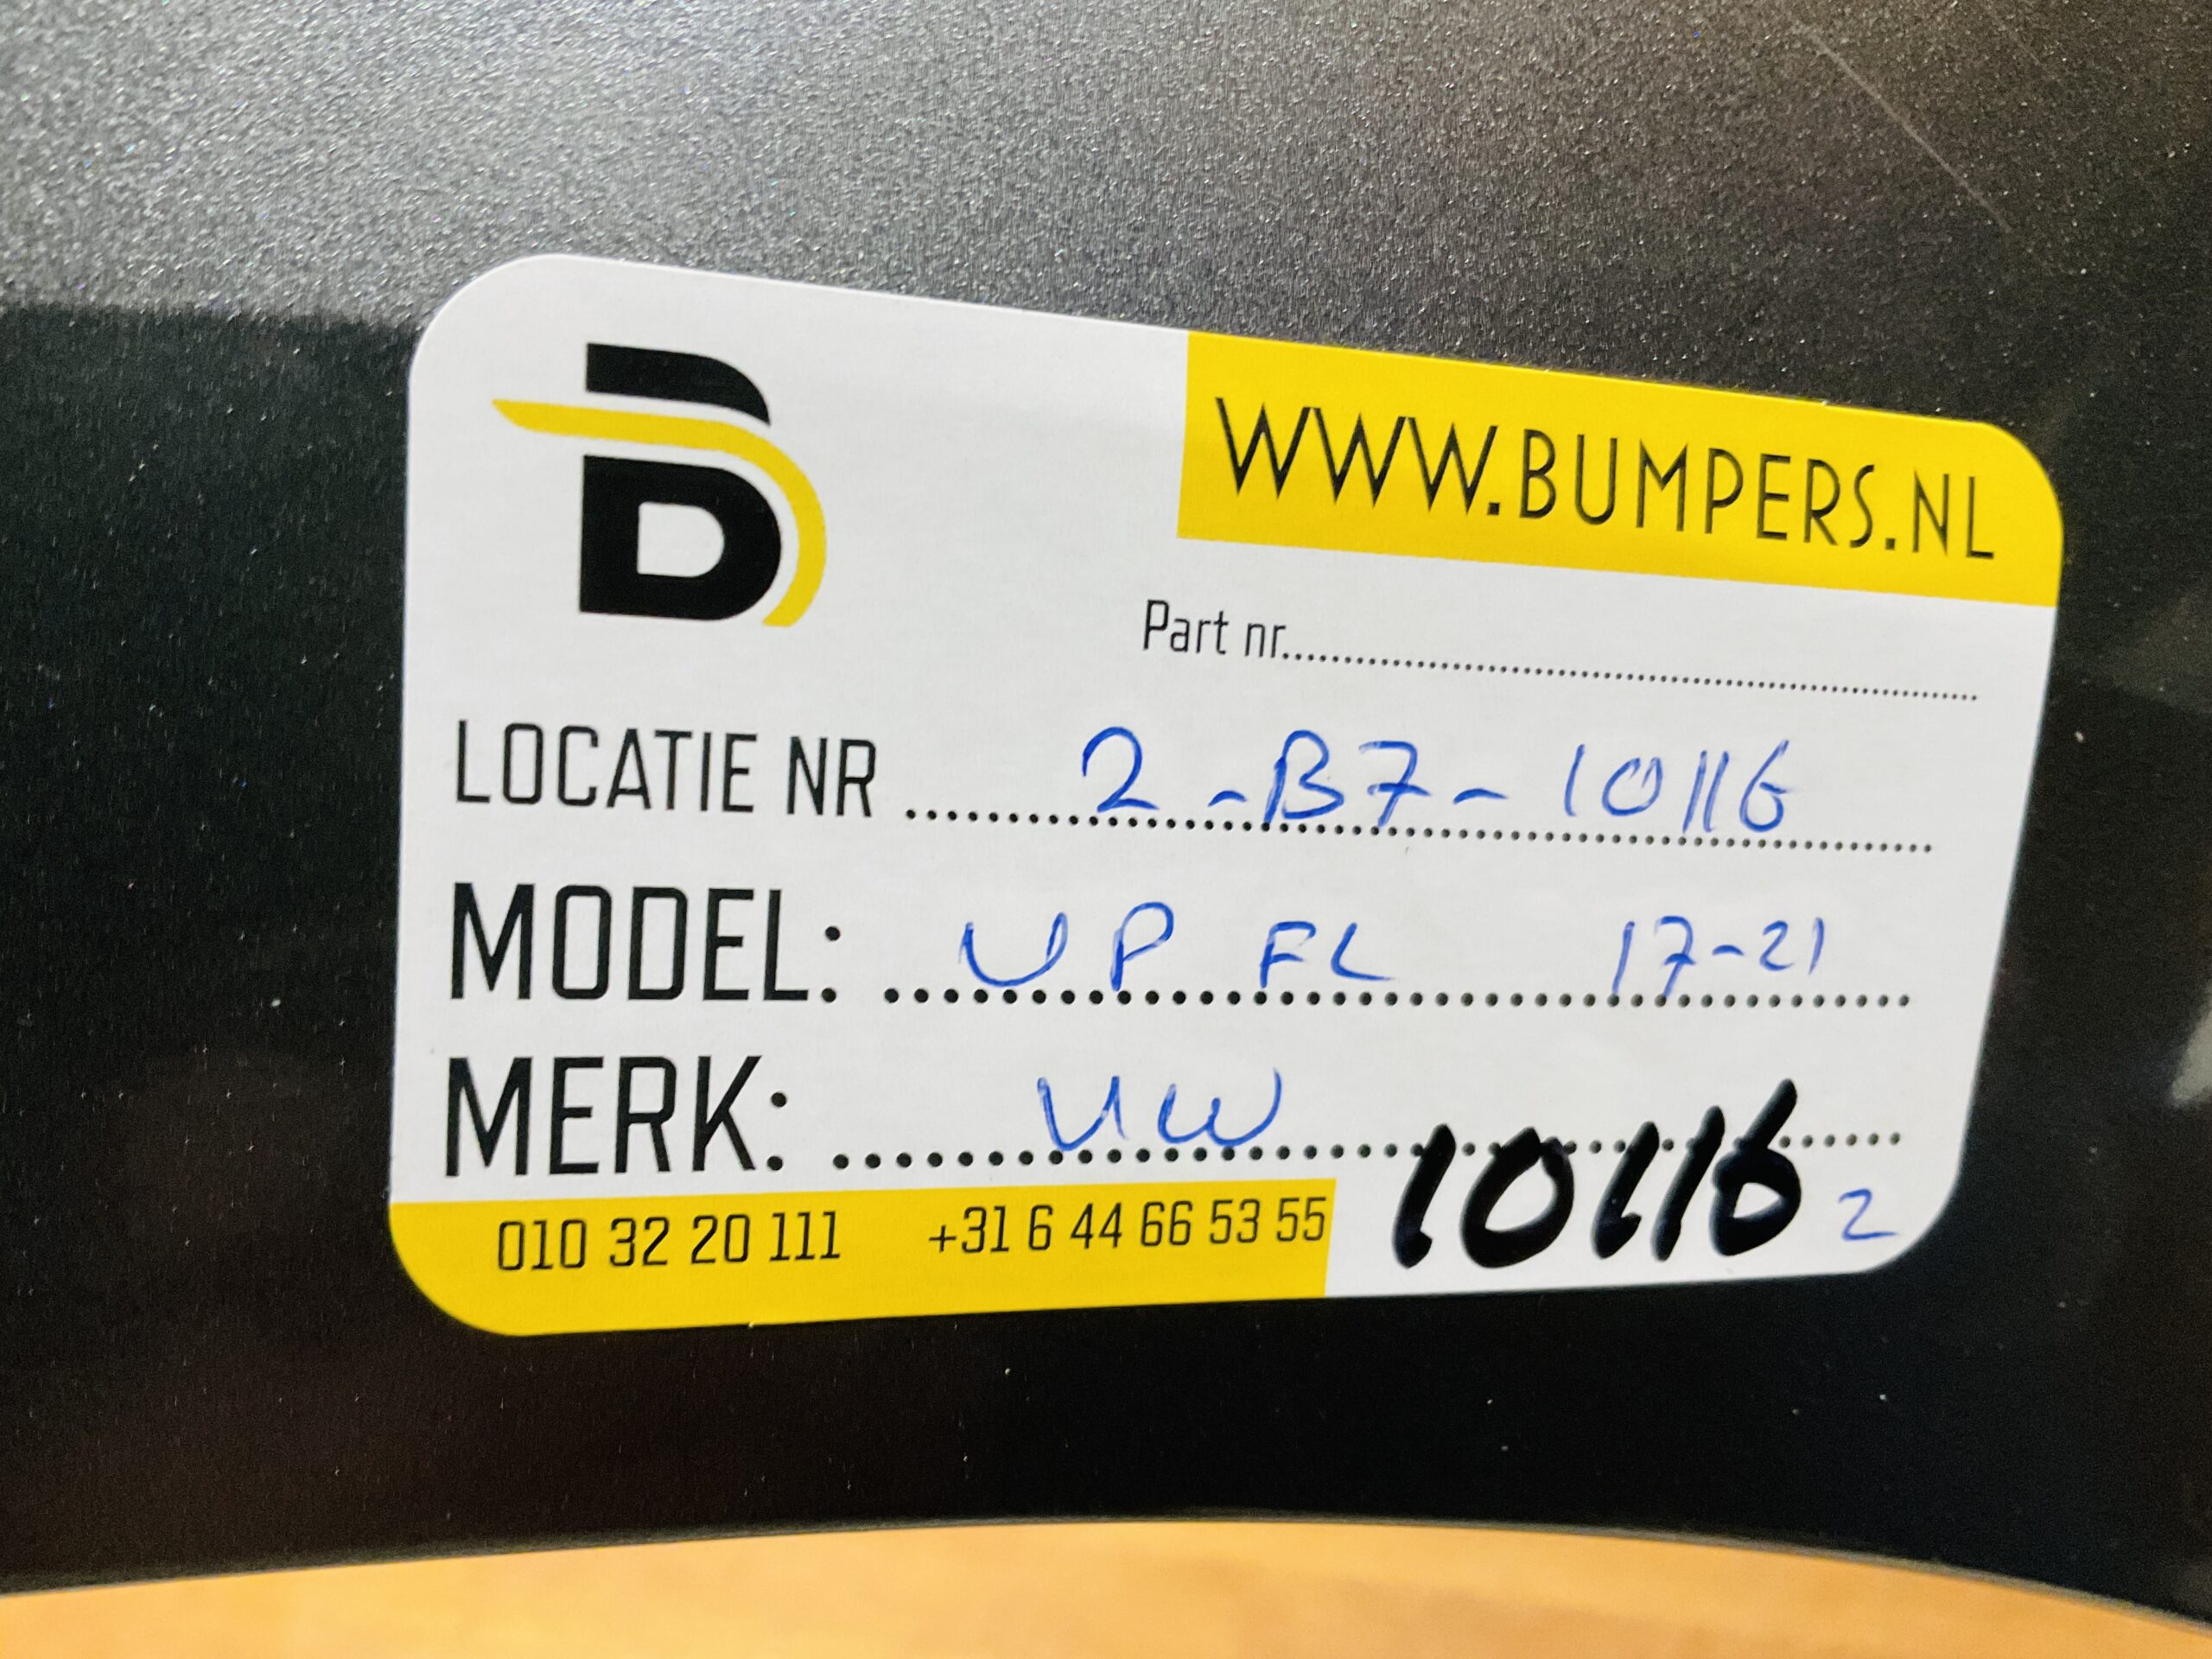 WWW.BUMPERS.NL
Part nr.
LOCATIE NR 2-B7-10116
MODEL: UP FL 17-21
MERK: VW
10116 2
010 32 20 111 +31 6 44 66 53 55